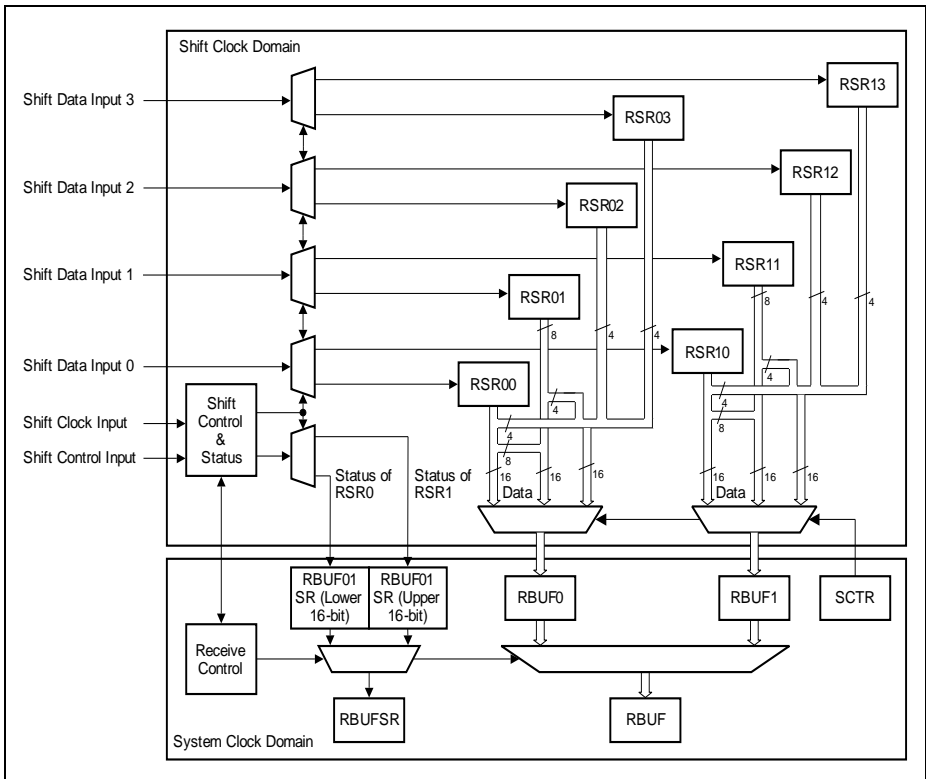 Shift Clock Domain
Shift Data Input 3
RSR13
RSR03
Shift Data Input 2
RSR12
RSR02
Shift Data Input 1
RSR11
RSR01
8
4
4
8
4
4
Shift Data Input 0
RSR10
RSR00
4
4
4
4
8
8
Shift Clock Input
Shift Control Input
Shift
Control
&
Status
Status of
RSR0
Status of
RSR1
16
16
16
16
16
16
Data
Data
RBUF01
SR (Lower
16-bit)
RBUF01
SR (Upper
16-bit)
RBUF0
RBUF1
SCTR
Receive
Control
RBUFSR
RBUF
System Clock Domain